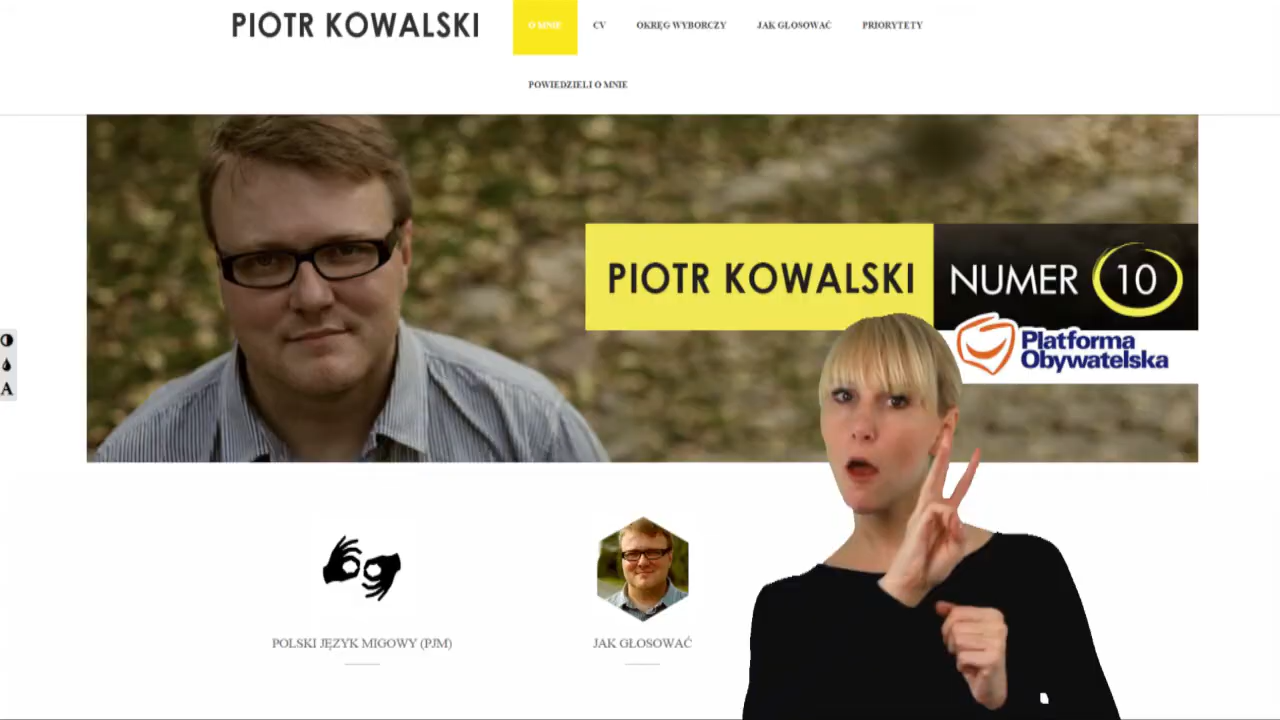 PIOTR KOWALSKI
O MNIE
CV
OKRĘG WYBORCZY
JAK GŁOSOWAĆ
PRIORYTETY
POWIEDZIELI O MNIE
PIOTR KOWALSKI
NUMER 10
Platforma
Obywatelska
A
POLSKI JĘZYK MIGOWY (PJM)
JAK GŁOSOWAĆ